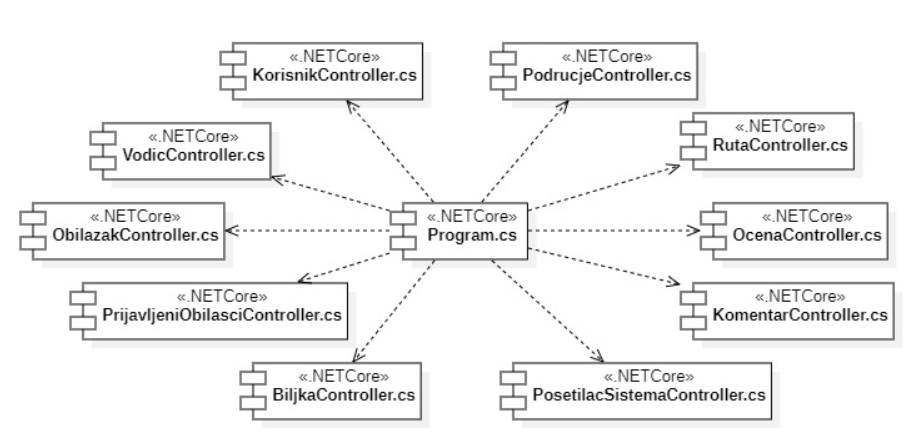 «.NETCore»
KorisnikController.cs
«.NETCore»
PodrucjeController.cs
«.NETCore»
VodicController.cs
«.NETCore»
RutaController.cs
«.NETCore»
ObilazakController.cs
«.NETCore»
Program.cs
«.NETCore»
OcenaController.cs
«.NETCore»
PrijavljeniObilasciController.cs
«.NETCore»
KomentarController.cs
«.NETCore»
BiljkaController.cs
«.NETCore»
PosetilacSistemaController.cs